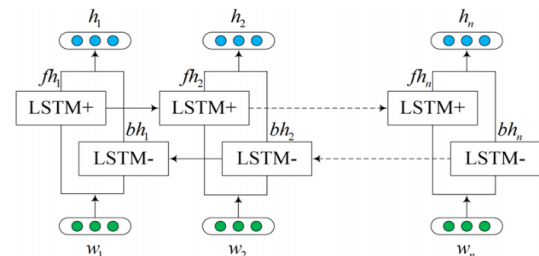 h1 h2 hn
fh1 fh2 fhn
LSTM+ LSTM+ LSTM+
bh1 bh2 bhn
LSTM- LSTM- LSTM-
w1 w2 wn